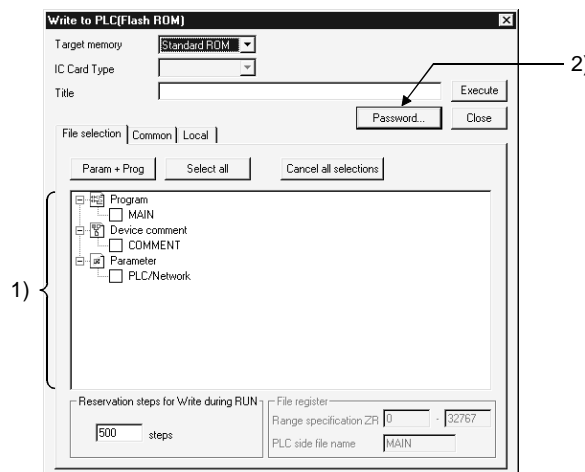 Write to PLC(Flash ROM)
Target memory Standard ROM
IC Card Type
Title Execute
Password... Close
2)
File selection Common Local
Param + Prog Select all Cancel all selections
Program
MAIN
Device comment
COMMENT
Parameter
PLC/Network
1)
Reservation steps for Write during RUN
500 steps
File register
Range specification ZR 0 - 32767
PLC side file name MAIN